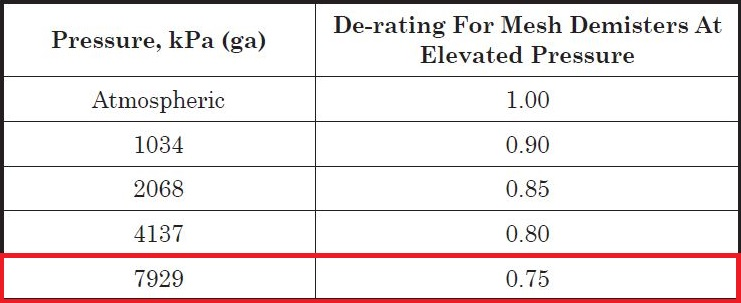 Pressure, kPa (ga)
De-rating For Mesh Demisters At
Elevated Pressure
Atmospheric 1.00
1034 0.90
2068 0.85
4137 0.80
7929 0.75